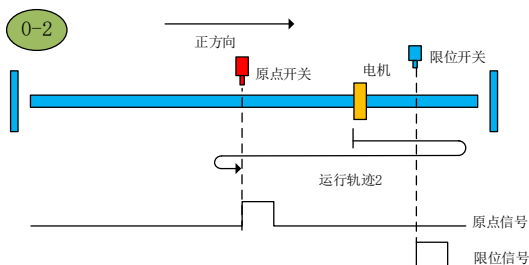 0-2
正方向
原点开关
电机
限位开关
运行轨迹2
原点信号
限位信号